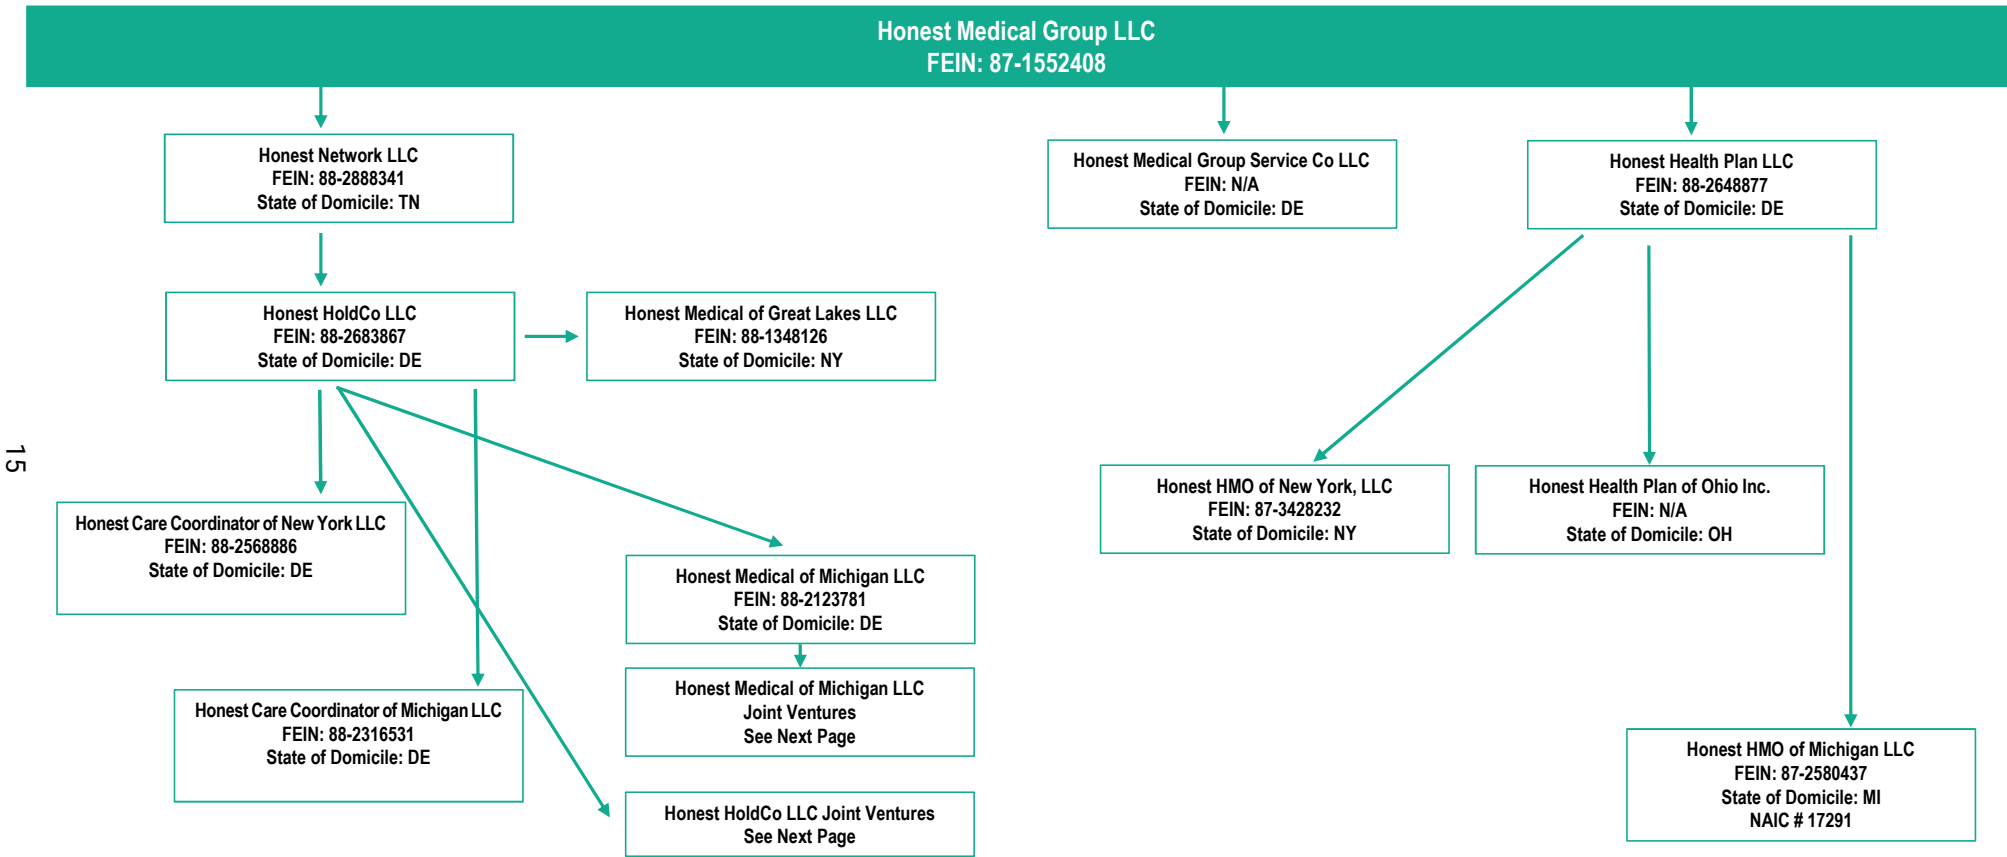 Honest Medical Group LLC
FEIN: 87-1552408
Honest Network LLC
FEIN: 88-2888341
State of Domicile: TN
Honest Medical Group Service Co LLC
FEIN: N/A
State of Domicile: DE
Honest Health Plan LLC
FEIN: 88-2648877
State of Domicile: DE
Honest HoldCo LLC
FEIN: 88-2683867
State of Domicile: DE
Honest Medical of Great Lakes LLC
FEIN: 88-1348126
State of Domicile: NY
Honest Care Coordinator of New York LLC
FEIN: 88-2568886
State of Domicile: DE
Honest HMO of New York, LLC
FEIN: 87-3428232
State of Domicile: NY
Honest Health Plan of Ohio Inc.
FEIN: N/A
State of Domicile: OH
Honest Medical of Michigan LLC
FEIN: 88-2123781
State of Domicile: DE
Honest Medical of Michigan LLC
Joint Ventures
See Next Page
Honest Care Coordinator of Michigan LLC
FEIN: 88-2316531
State of Domicile: DE
Honest HoldCo LLC Joint Ventures
See Next Page
Honest HMO of Michigan LLC
FEIN: 87-2580437
State of Domicile: MI
NAIC # 17291
15